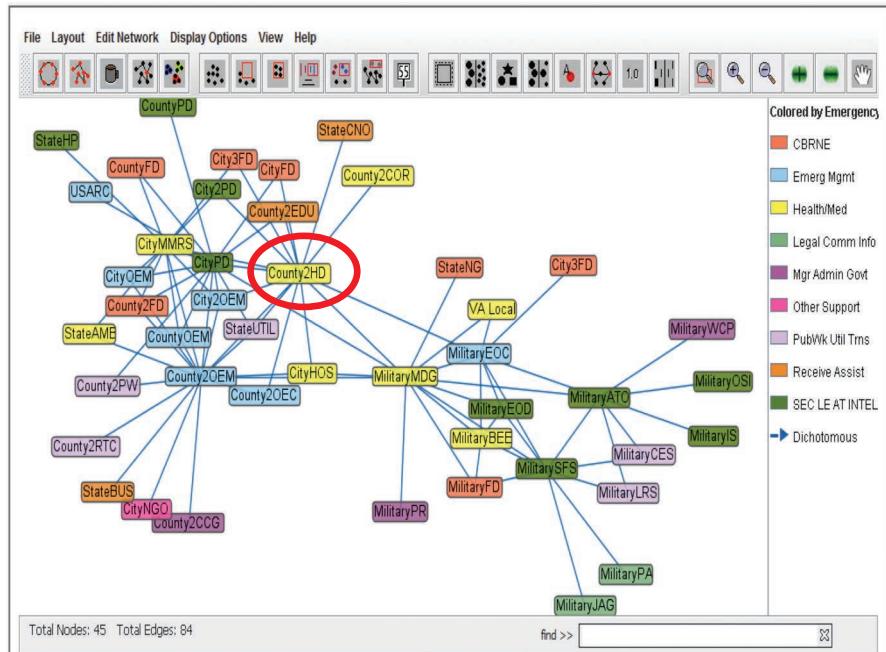 File Layout Edit Network Display Options View Help
1.0
55
A
CountyPD
StateHP
StateCNO
CountyFD
City3FD
CityFD
USARC
City2PD
County2COR
County2EDU
CityMMRS
CityPD
County2HD
StateNG
City3FD
CityOEM
City2OEM
County2FD
VA Local
StateAME
CountyOEM
StateUTIL
MilitaryWCP
MilitaryEOC
County2PW
County2OEM
CityHOS
MilitaryMDG
County2OEC
MilitaryATO
MilitaryOSI
MilitaryEOD
County2RTC
MilitaryBEE
MilitaryIS
MilitaryCES
MilitarySFS
StateBUS
MilitaryFD
MilitaryLRS
CityNGO
County2CCG
MilitaryPR
MilitaryPA
MilitaryJAG
Colored by Emergency
CBRNE
Emerg Mgmt
Health/Med
Legal Comm Info
Mgr Admin Govt
Other Support
PubWk Util Trns
Receive Assist
SEC LE AT INTEL
Dichotomous
Total Nodes: 45 Total Edges: 84
find >>